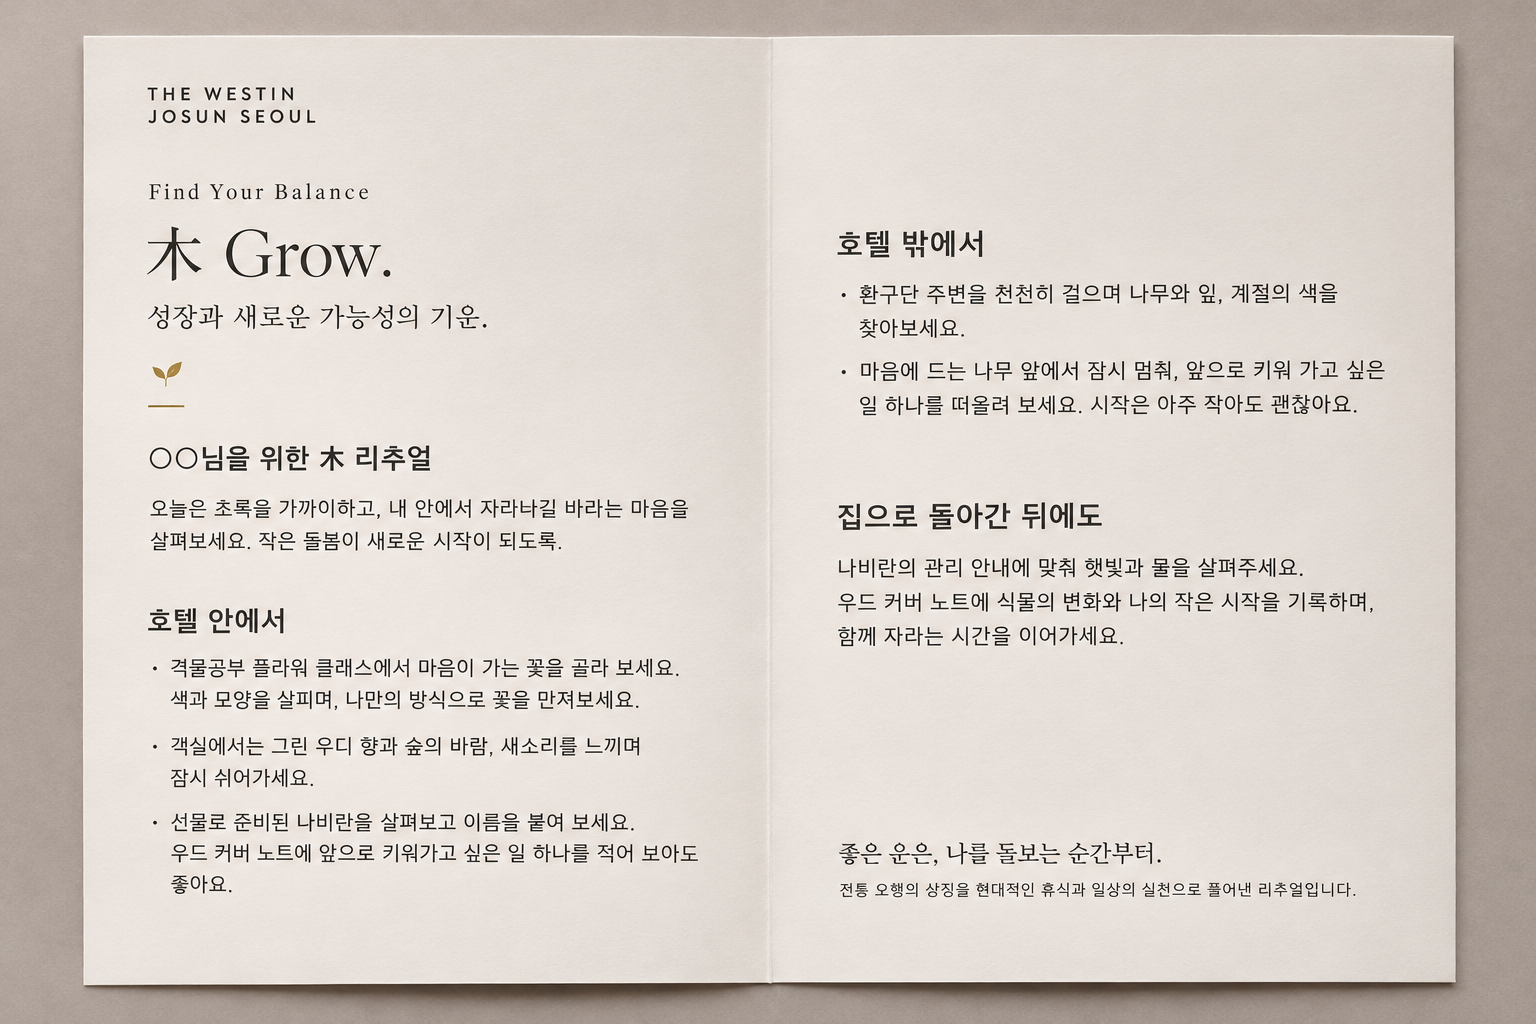 THE WESTIN
JOSUN SEOUL
Find Your Balance
木 Grow.
성장과 새로운 가능성의 기운.
○○님을 위한 木 리추얼
오늘은 초록을 가까이하고, 내 안에서 자라나길 바라는 마음을
살펴보세요. 작은 돌봄이 새로운 시작이 되도록.
호텔 안에서
• 격물공부 플라워 클래스에서 마음이 가는 꽃을 골라 보세요.
색과 모양을 살피며, 나만의 방식으로 꽃을 만져보세요.
• 객실에서는 그린 우디 향과 숲의 바람, 새소리를 느끼며
잠시 쉬어가세요.
• 선물로 준비된 나비란을 살펴보고 이름을 붙여 보세요.
우드 커버 노트에 앞으로 키워가고 싶은 일 하나를 적어 보아도
좋아요.
호텔 밖에서
• 환구단 주변을 천천히 걸으며 나무와 잎, 계절의 색을
찾아보세요.
• 마음에 드는 나무 앞에서 잠시 멈춰, 앞으로 키워 가고 싶은
일 하나를 떠올려 보세요. 시작은 아주 작아도 괜찮아요.
집으로 돌아간 뒤에도
나비란의 관리 안내에 맞춰 햇빛과 물을 살펴주세요.
우드 커버 노트에 식물의 변화와 나의 작은 시작을 기록하며,
함께 자라는 시간을 이어가세요.
좋은 운은, 나를 돌보는 순간부터.
전통 오행의 상징을 현대적인 휴식과 일상의 실천으로 풀어낸 리추얼입니다.